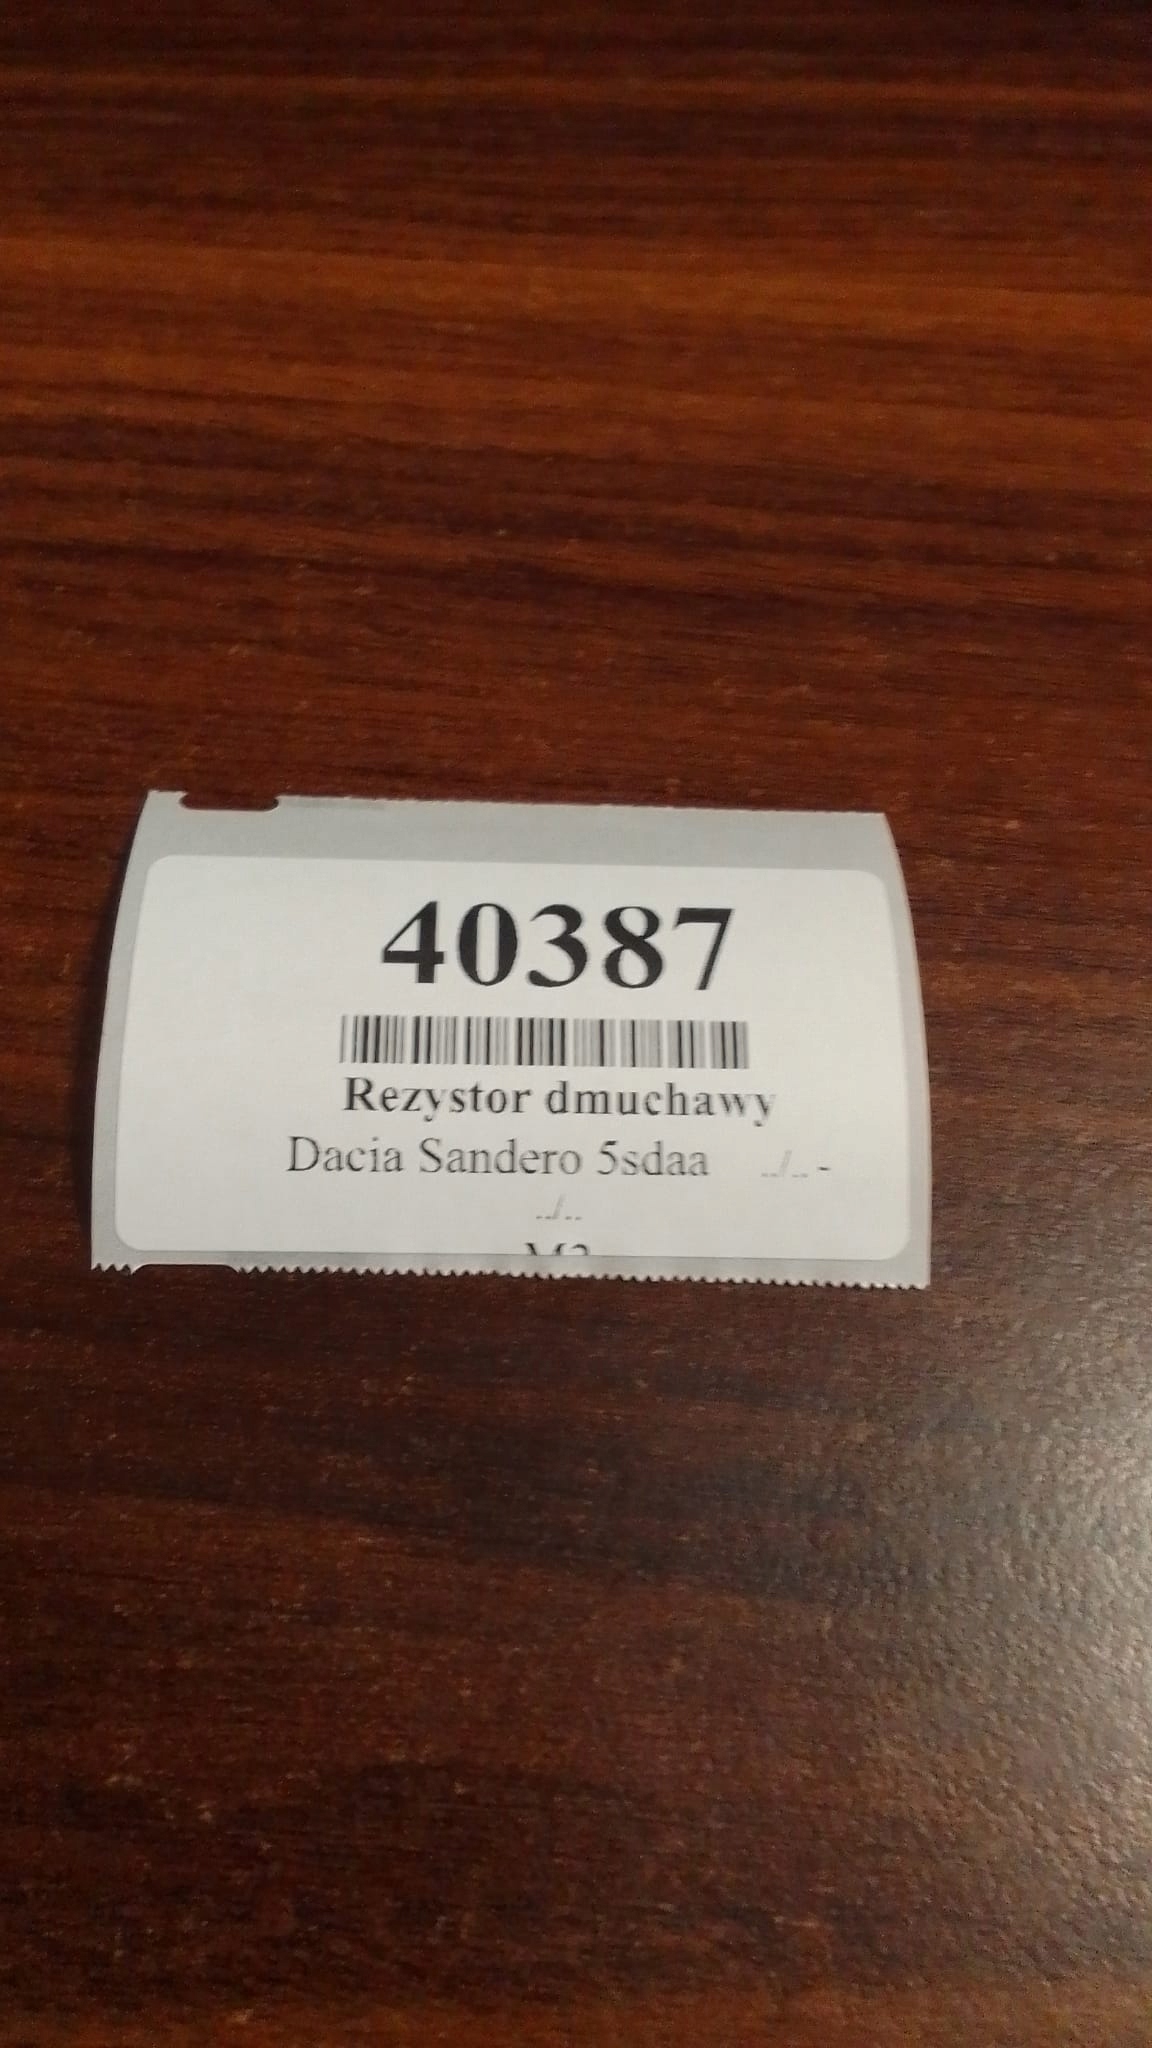 40387
Rezystor dmuchawy
Dacia Sandero 5sdaa ../.. -
../..